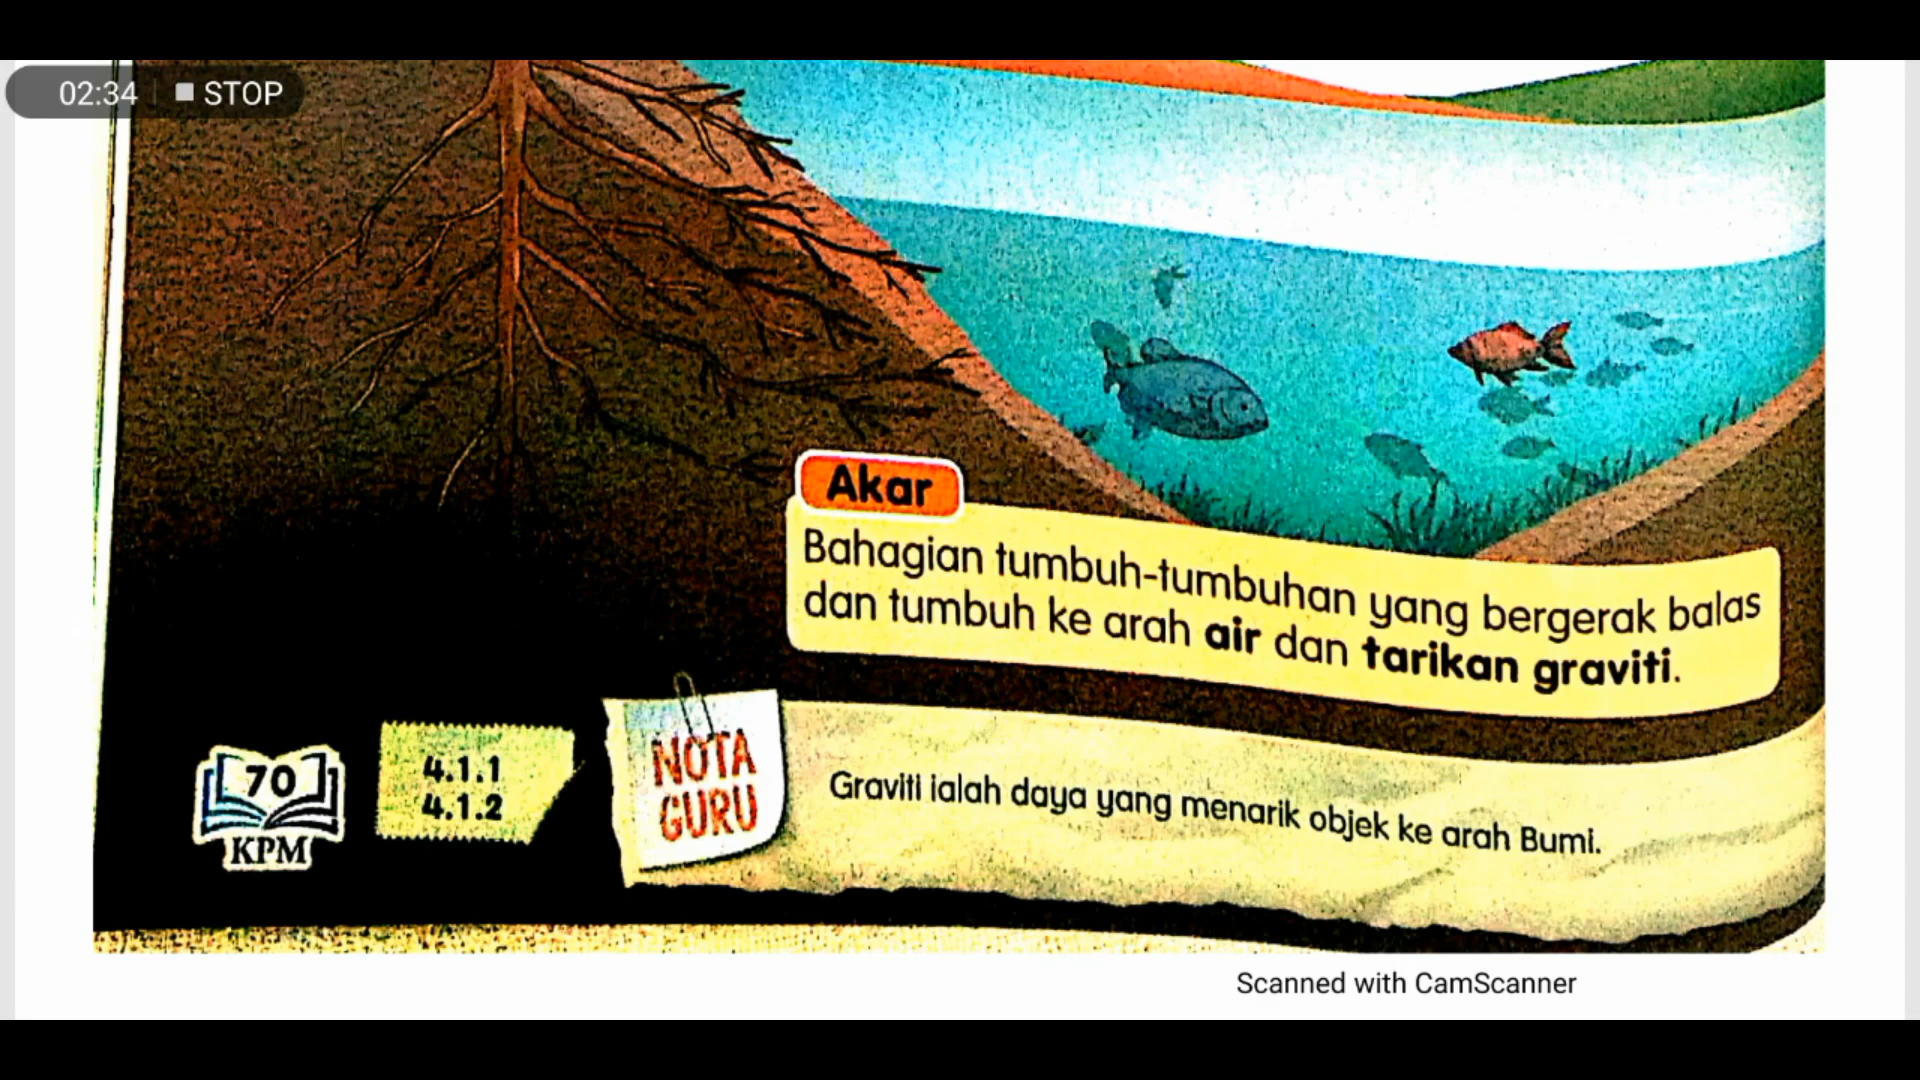 02:34 STOP
Akar
Bahagian tumbuh-tumbuhan yang bergerak balas
dan tumbuh ke arah air dan tarikan graviti.
70
KPM
4.1.1
4.1.2
NOTA
GURU
Graviti ialah daya yang menarik objek ke arah Bumi.
Scanned with CamScanner